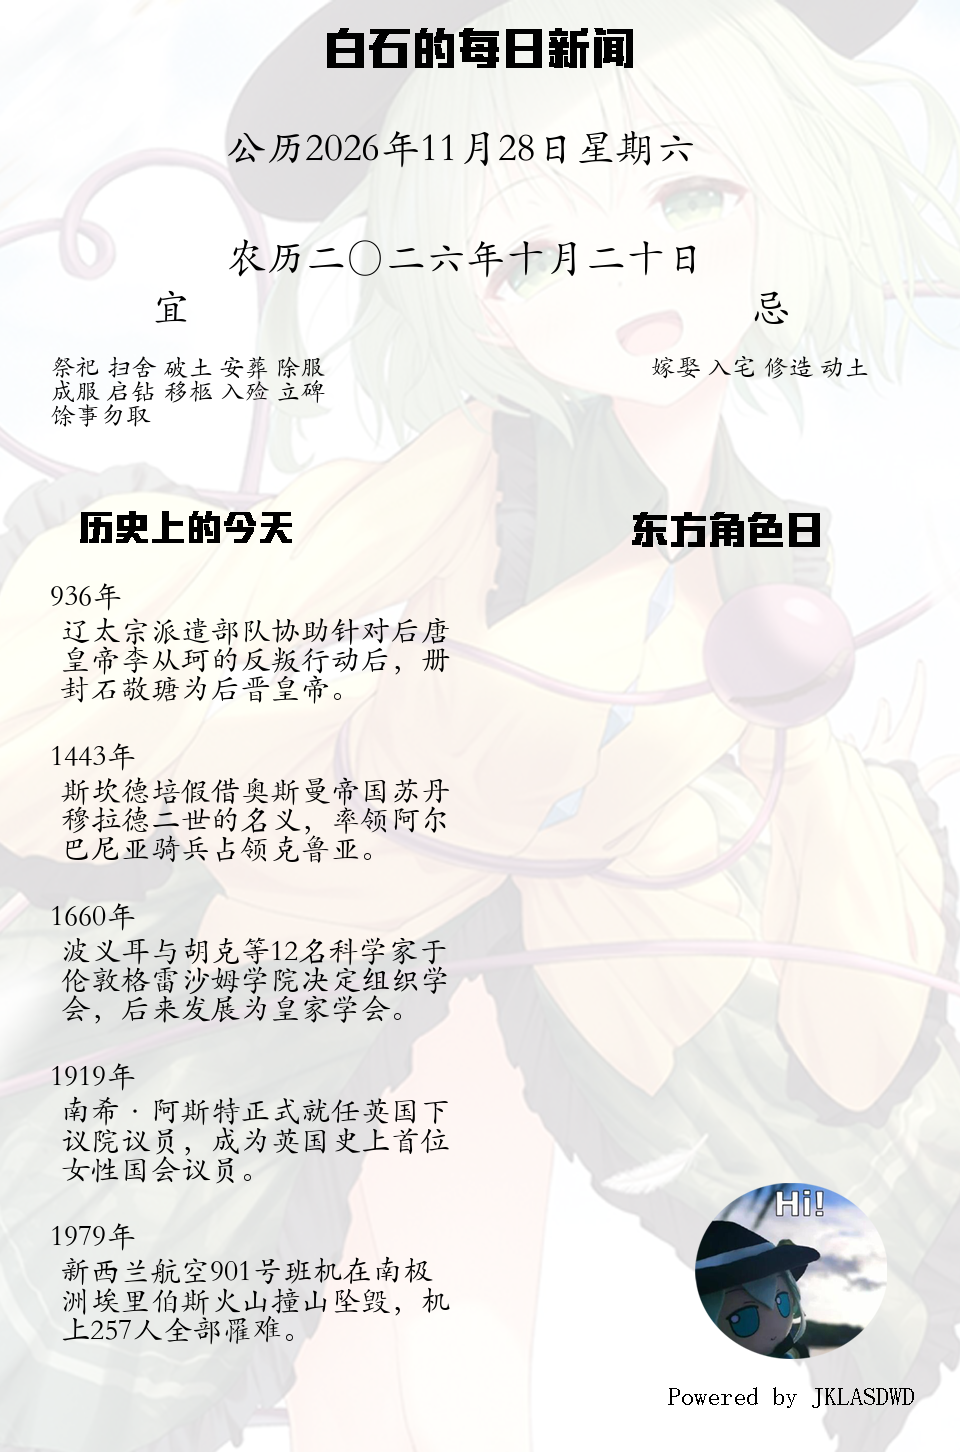 白石的每日新闻
公历2026年11月28日星期六
农历二〇二六年十月二十日
宜
祭祀 扫舍 破土 安葬 除服
成服 启钻 移柩 入殓 立碑
馀事勿取
忌
嫁娶 入宅 修造 动土
历史上的今天
936年
辽太宗派遣部队协助针对后唐
皇帝李从珂的反叛行动后，册
封石敬瑭为后晋皇帝。
1443年
斯坎德培假借奥斯曼帝国苏丹
穆拉德二世的名义，率领阿尔
巴尼亚骑兵占领克鲁亚。
1660年
波义耳与胡克等12名科学家于
伦敦格雷沙姆学院决定组织学
会，后来发展为皇家学会。
1919年
南希·阿斯特正式就任英国下
议院议员，成为英国史上首位
女性国会议员。
1979年
新西兰航空901号班机在南极
洲埃里伯斯火山撞山坠毁，机
上257人全部罹难。
东方角色日
Hi!
Powered by JKLASDWD